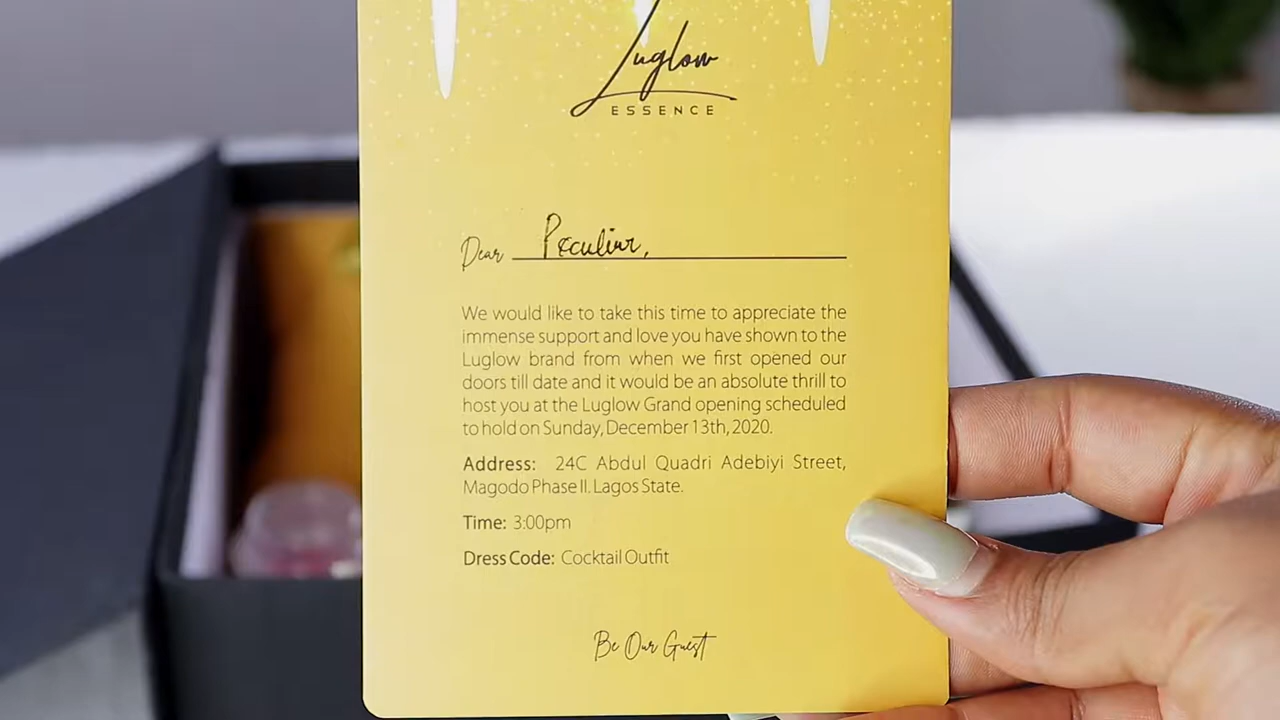 Luglow
ESSENCE
Dear Peculiar,
We would like to take this time to appreciate the
immense support and love you have shown to the
Luglow brand from when we first opened our
doors till date and it would be an absolute thrill to
host you at the Luglow Grand opening scheduled
to hold on Sunday, December 13th, 2020.
Address: 24C Abdul Quadri Adebiyi Street,
Magodo Phase II. Lagos State.
Time: 3:00pm
Dress Code: Cocktail Outfit
Be Our Guest